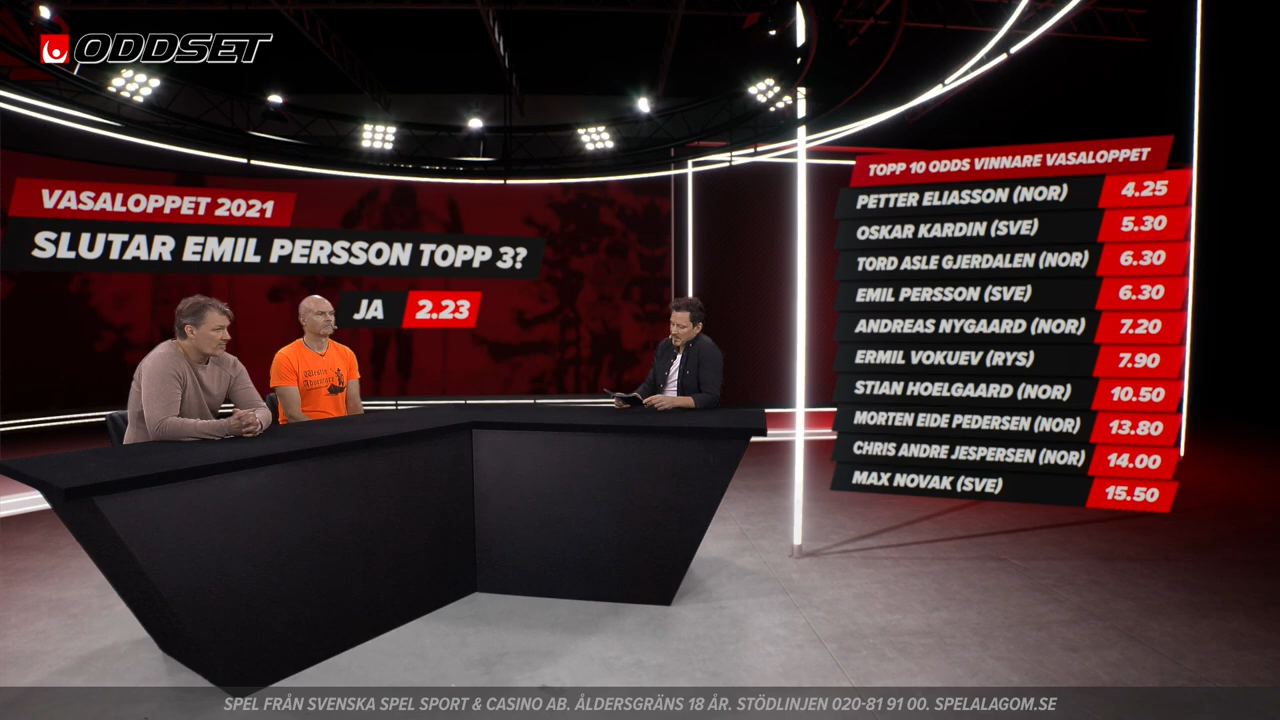 ODDSET
VASALOPPET 2021
SLUTAR EMIL PERSSON TOPP 3?
JA 2.23
TOPP 10 ODDS VINNARE VASALOPPET
PETTER ELIASSON (NOR) 4.25
OSKAR KARDIN (SVE) 5.30
TORD ASLE GJERDALEN (NOR) 6.30
EMIL PERSSON (SVE) 6.30
ANDREAS NYGAARD (NOR) 7.20
ERMIL VOKUEV (RYS) 7.90
STIAN HOELGAARD (NOR) 10.50
MORTEN EIDE PEDERSEN (NOR) 13.80
CHRIS ANDRE JESPERSEN (NOR) 14.00
MAX NOVAK (SVE) 15.50
SPEL FRÅN SVENSKA SPEL SPORT & CASINO AB. ÅLDERSGRÄNS 18 ÅR. STÖDLINJEN 020-81 91 00. SPELALAGOM.SE